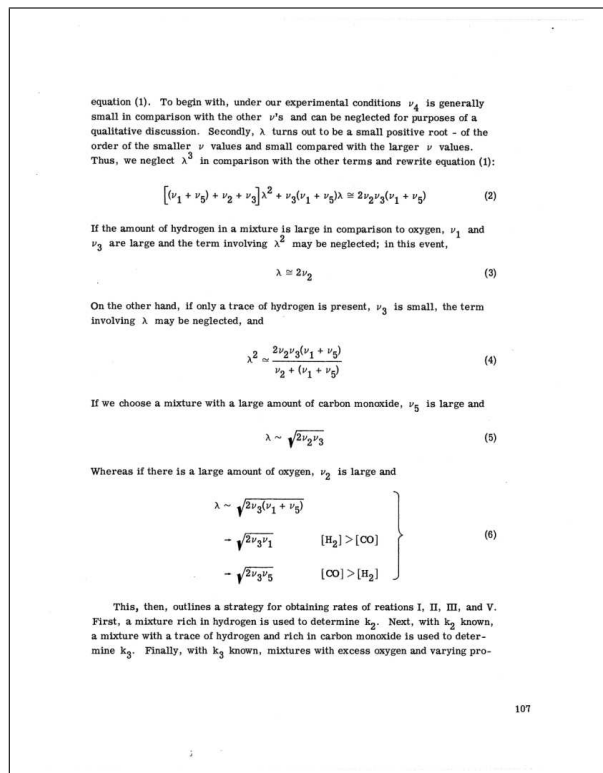 equation (1). To begin with, under our experimental conditions ν₄ is generally
small in comparison with the other ν's and can be neglected for purposes of a
qualitative discussion. Secondly, λ turns out to be a small positive root - of the
order of the smaller ν values and small compared with the larger ν values.
Thus, we neglect λ³ in comparison with the other terms and rewrite equation (1):
[(ν₁ + ν₅) + ν₂ + ν₃]λ² + ν₃(ν₁ + ν₅)λ ≅ 2ν₂ν₃(ν₁ + ν₅) (2)
If the amount of hydrogen in a mixture is large in comparison to oxygen, ν₁ and
ν₃ are large and the term involving λ² may be neglected; in this event,
λ ≅ 2ν₂ (3)
On the other hand, if only a trace of hydrogen is present, ν₃ is small, the term
involving λ may be neglected, and
λ² ≃ 2ν₂ν₃(ν₁ + ν₅) / ν₂ + (ν₁ + ν₅) (4)
If we choose a mixture with a large amount of carbon monoxide, ν₅ is large and
λ ~ √2ν₂ν₃ (5)
Whereas if there is a large amount of oxygen, ν₂ is large and
λ ~ √2ν₃(ν₁ + ν₅)
→ √2ν₃ν₁ [H₂] > [CO] (6)
→ √2ν₃ν₅ [CO] > [H₂]
This, then, outlines a strategy for obtaining rates of reations I, II, III, and V.
First, a mixture rich in hydrogen is used to determine k₂. Next, with k₂ known,
a mixture with a trace of hydrogen and rich in carbon monoxide is used to deter-
mine k₃. Finally, with k₃ known, mixtures with excess oxygen and varying pro-
107